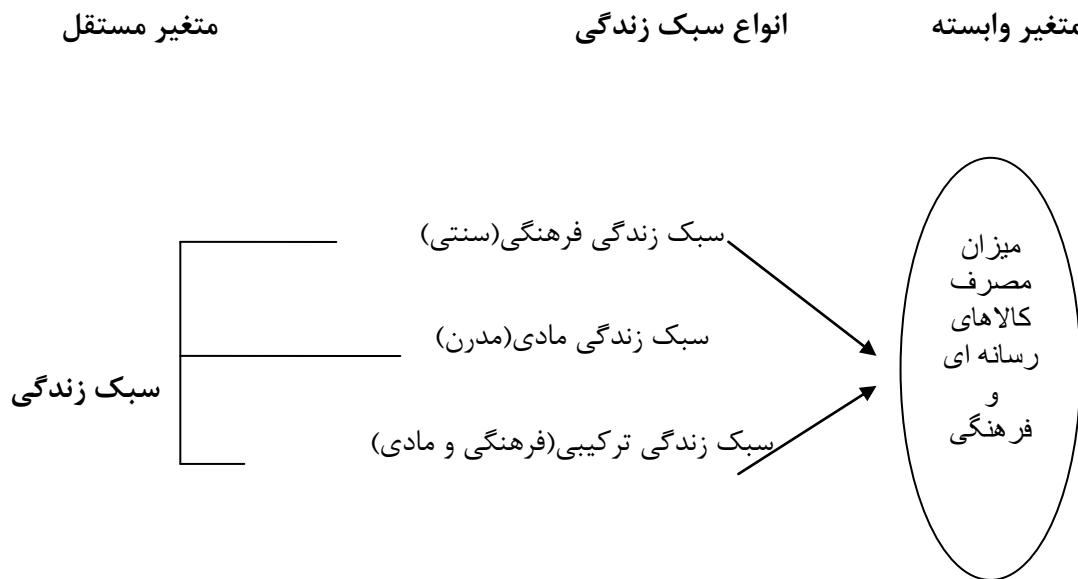 متغیر وابسته
انواع سبک زندگی
متغیر مستقل
سبک زندگی فرهنگی(سنتی)
سبک زندگی مادی(مدرن)
سبک زندگی ترکیبی(فرهنگی و مادی)
سبک زندگی
میزان
مصرف
کالاهای
رسانه ای
و
فرهنگی